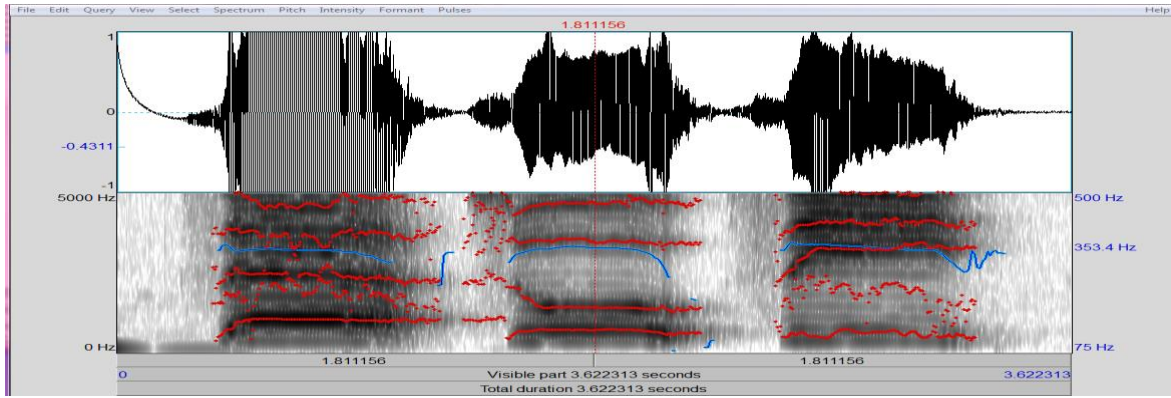 File Edit Query View Select Spectrum Pitch Intensity Formant Pulses Help
1.811156
1
0
-0.4311
-1
5000 Hz 500 Hz
353.4 Hz
0 Hz 75 Hz
1.811156 1.811156
0 Visible part 3.622313 seconds 3.622313
Total duration 3.622313 seconds